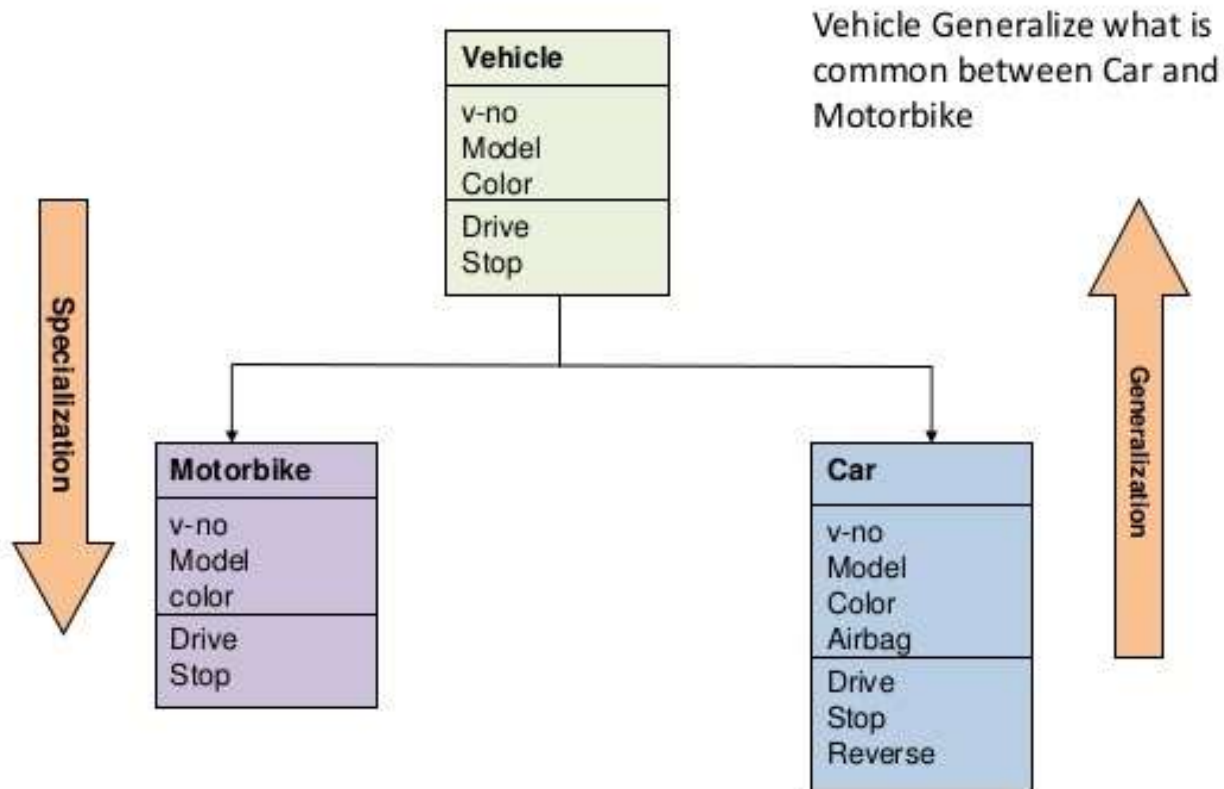 Vehicle Generalize what is
common between Car and
Motorbike
Vehicle
v-no
Model
Color
Drive
Stop
Specialization
Generalization
Motorbike
v-no
Model
color
Drive
Stop
Car
v-no
Model
Color
Airbag
Drive
Stop
Reverse